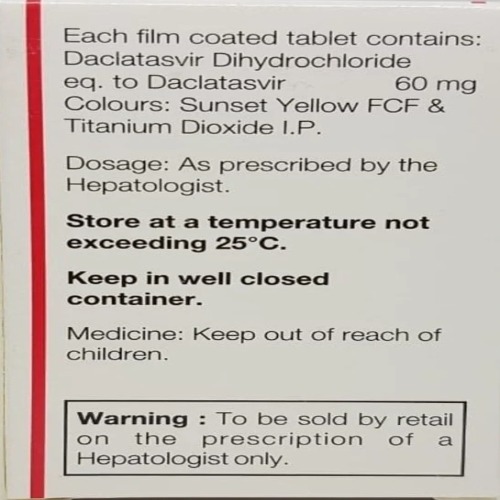 Each film coated tablet contains:
Daclatasvir Dihydrochloride
eq. to Daclatasvir 60 mg
Colours: Sunset Yellow FCF &
Titanium Dioxide I.P.
Dosage: As prescribed by the
Hepatologist.
Store at a temperature not
exceeding 25°C.
Keep in well closed
container.
Medicine: Keep out of reach of
children.
Warning : To be sold by retail
on the prescription of a
Hepatologist only.